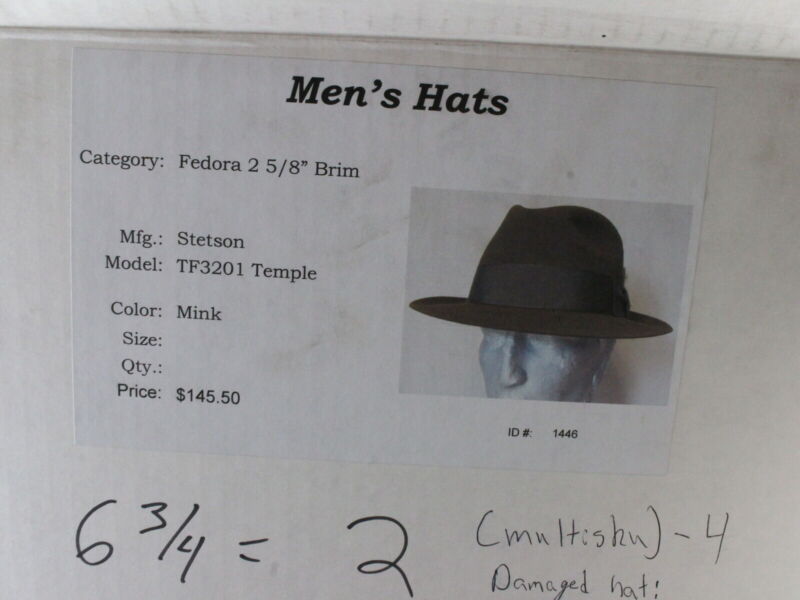 Men's Hats
Category: Fedora 2 5/8" Brim
Mfg.: Stetson
Model: TF3201 Temple
Color: Mink
Size:
Qty.:
Price: $145.50
ID #: 1446
6 3/4 = 2
(multisku) - 4
Damaged hat: